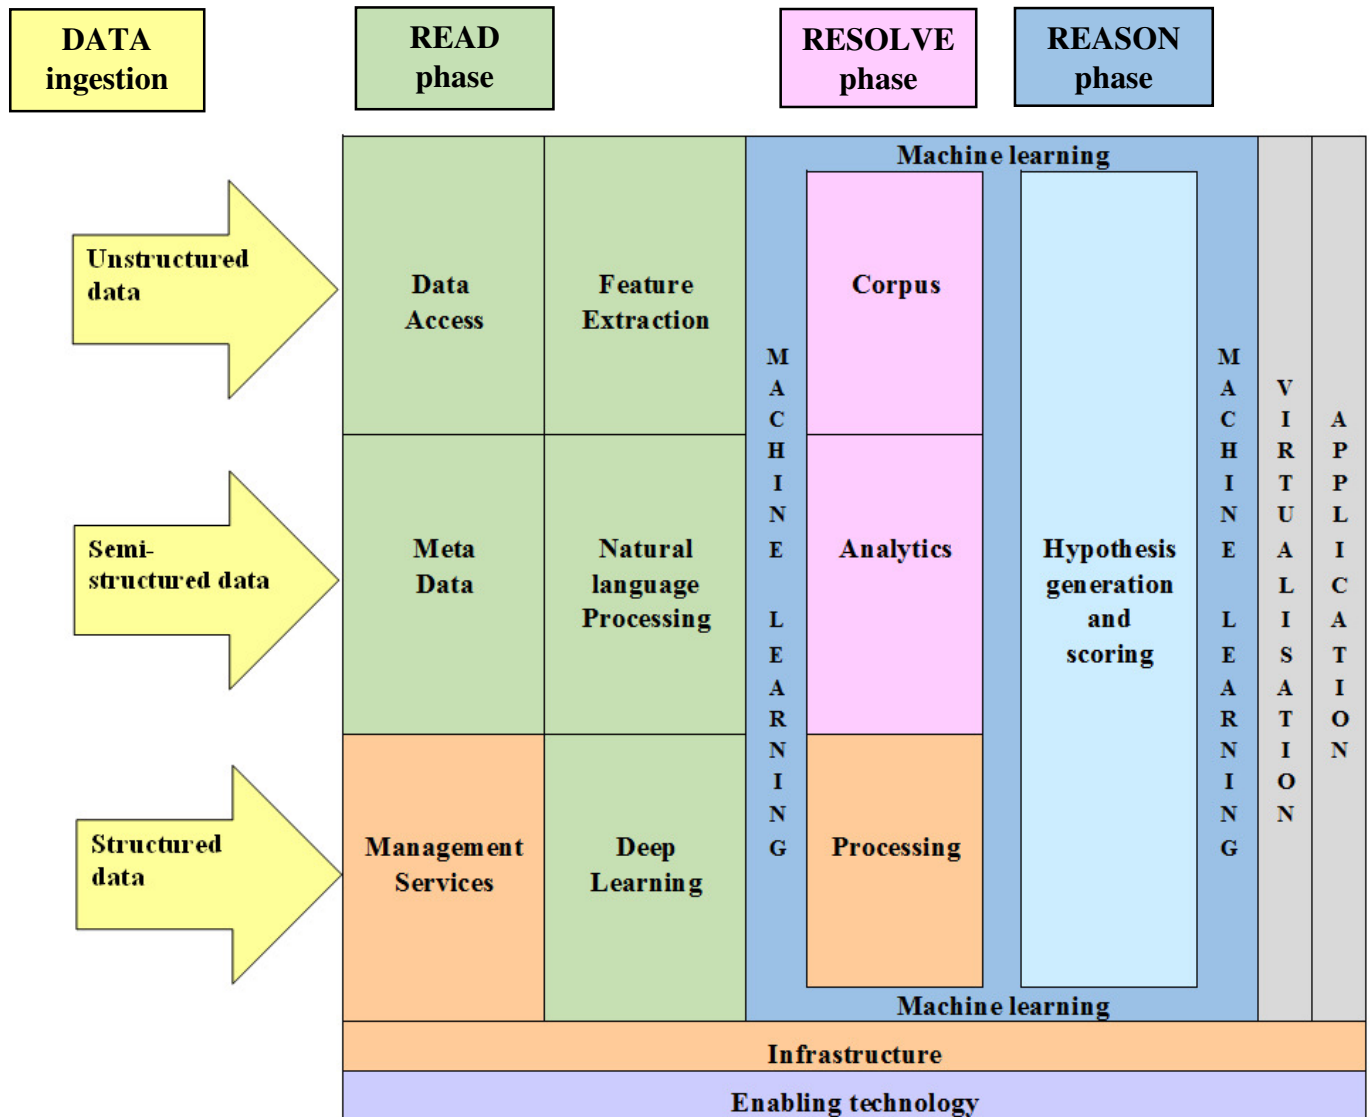 DATA
ingestion
READ
phase
RESOLVE
phase
REASON
phase
Machine learning
Unstructured
data
Data
Access
Feature
Extraction
Corpus
Semi-
structured data
Meta
Data
Natural
language
Processing
Analytics
Hypothesis
generation
and
scoring
Structured
data
Management
Services
Deep
Learning
Processing
MACHINE LEARNING
MACHINE LEARNING
VIRTUALISATION
APPLICATION
Machine learning
Infrastructure
Enabling technology